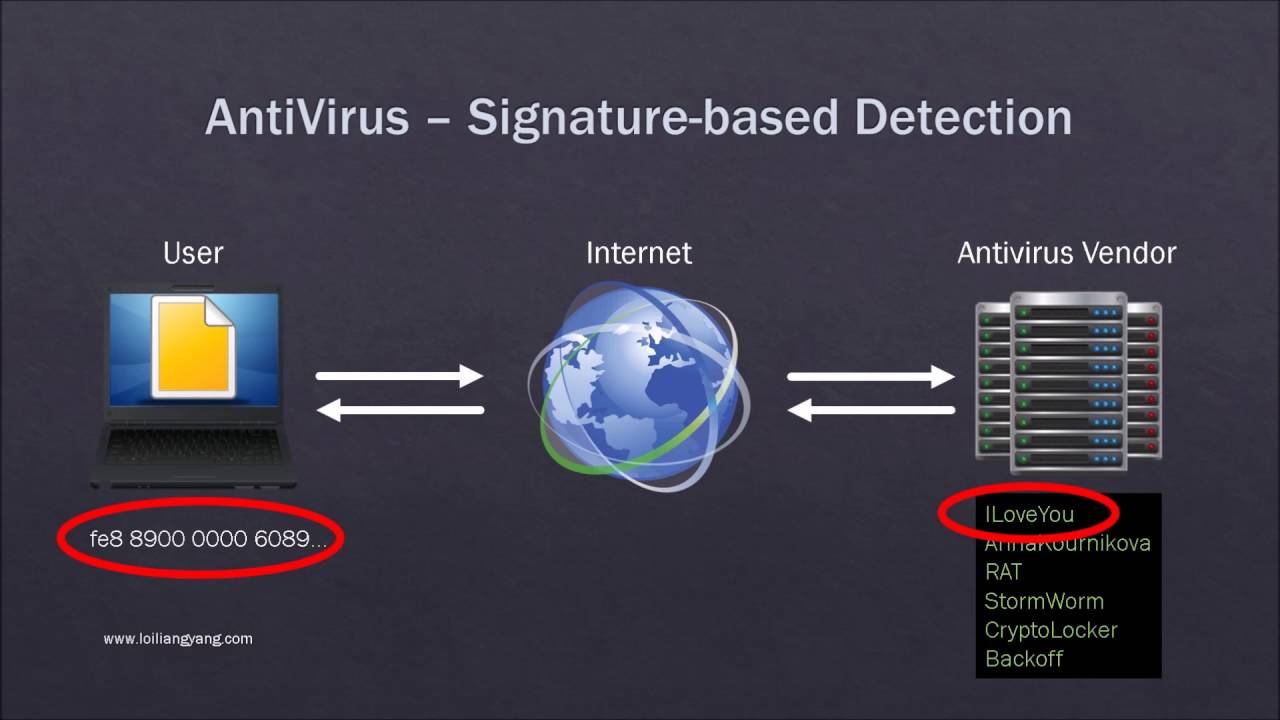 AntiVirus – Signature-based Detection
User
Internet
Antivirus Vendor
fe8 8900 0000 6089...
ILoveYou
AnnaKournikova
RAT
StormWorm
CryptoLocker
Backoff
www.loiliangyang.com